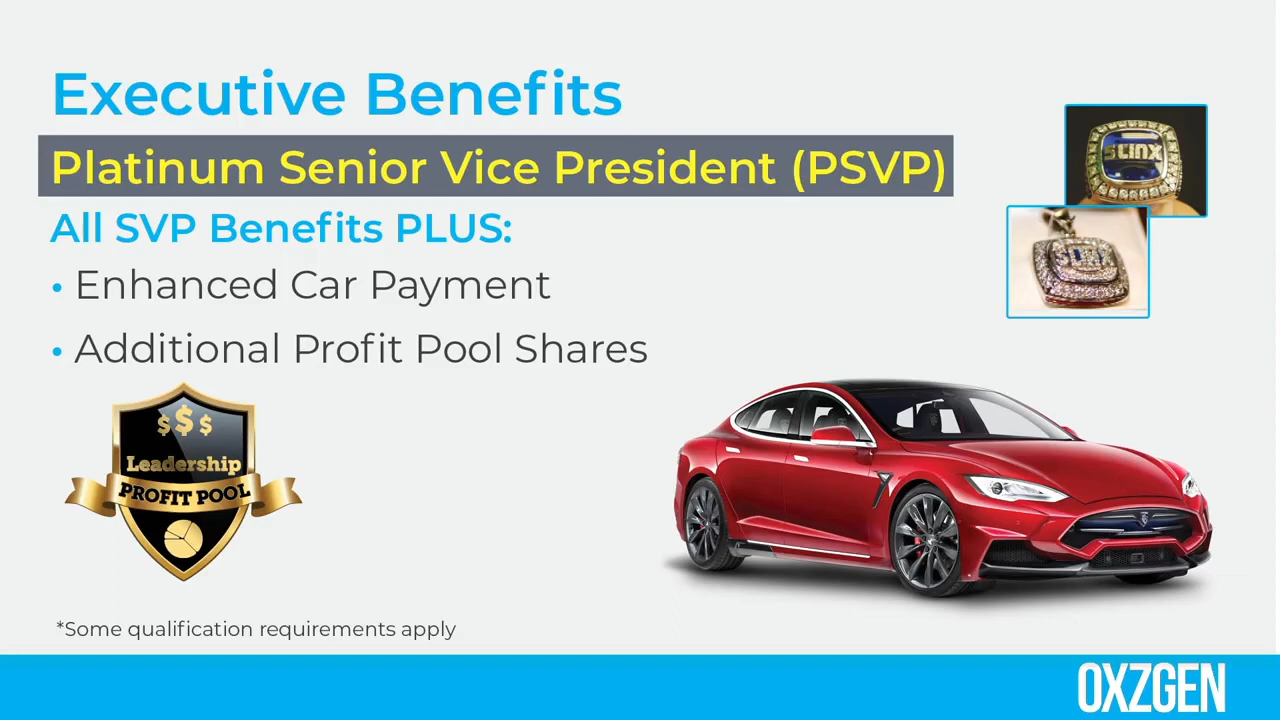 Executive Benefits
Platinum Senior Vice President (PSVP)
All SVP Benefits PLUS:
• Enhanced Car Payment
• Additional Profit Pool Shares
STINX
$ $ $
Leadership
PROFIT POOL
*Some qualification requirements apply
OXZGEN